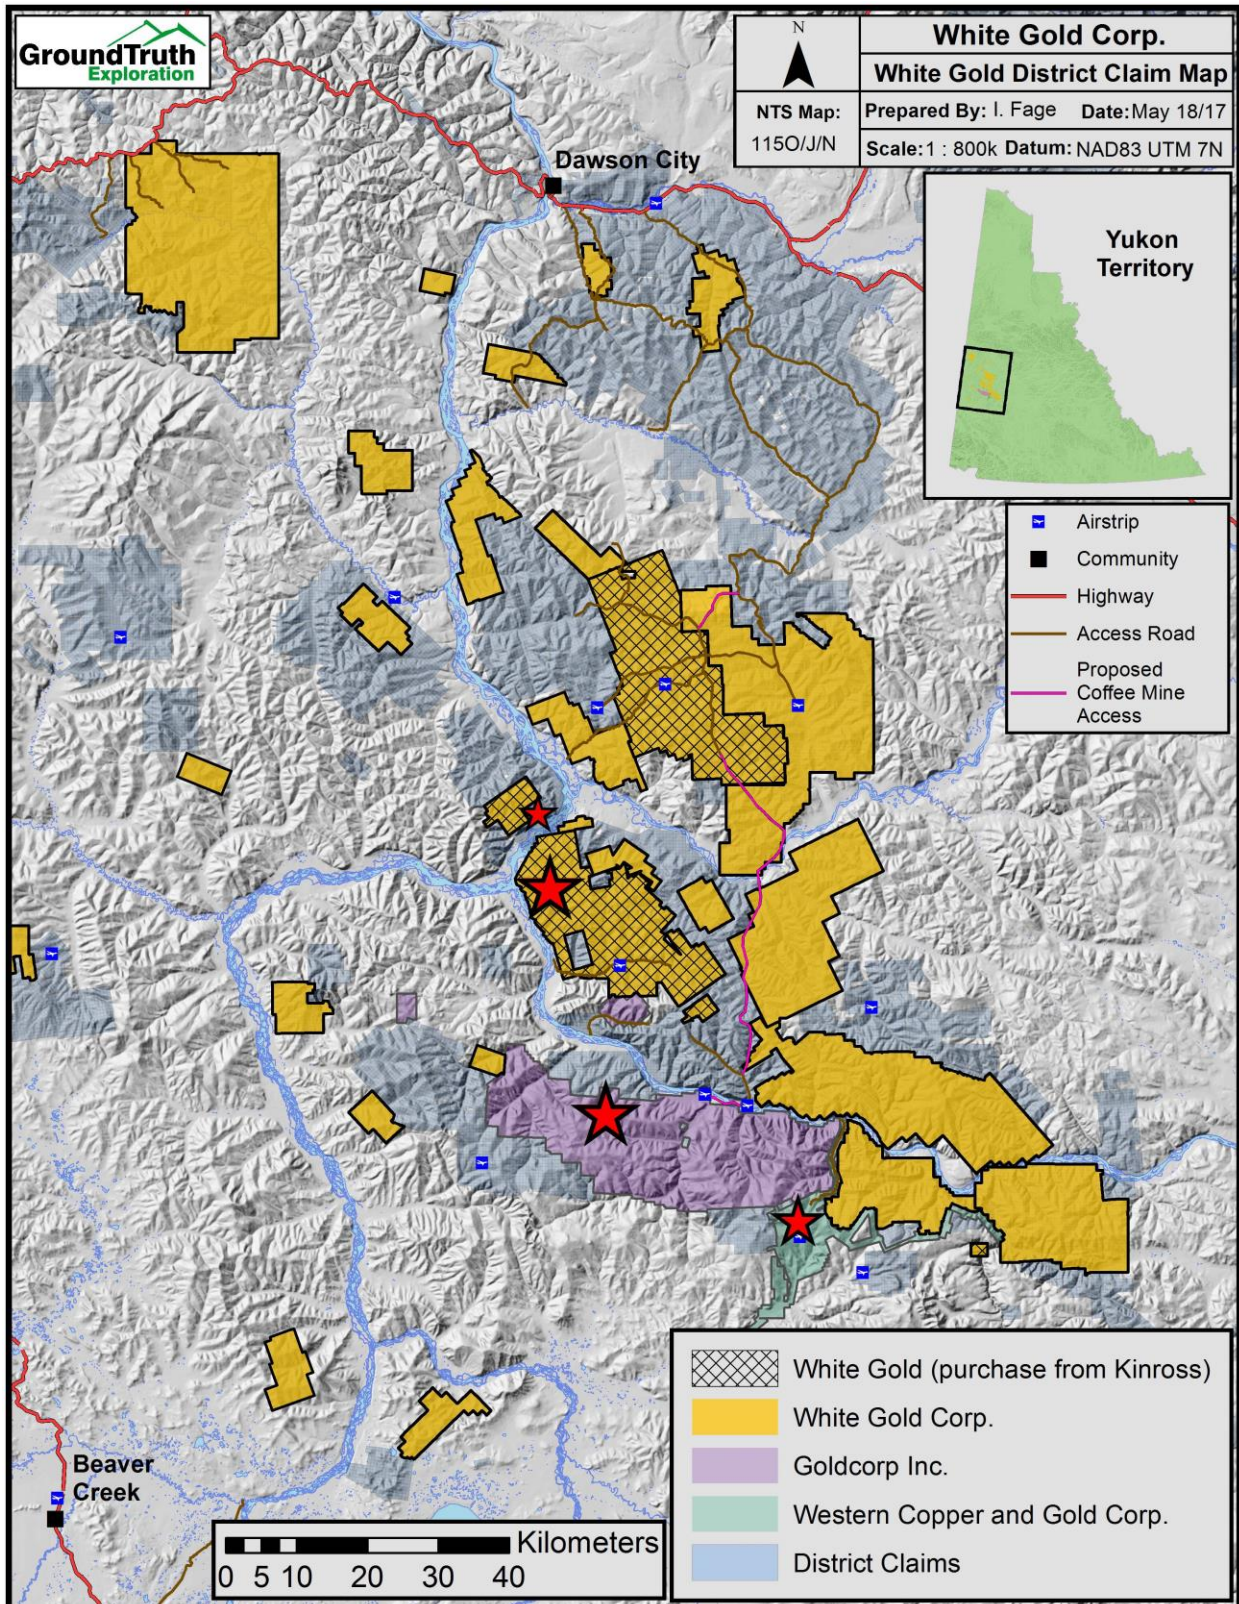 GroundTruth
Exploration
N
White Gold Corp.
White Gold District Claim Map
NTS Map:
115O/J/N
Prepared By: I. Fage Date:May 18/17
Scale:1 : 800k Datum: NAD83 UTM 7N
Dawson City
Yukon
Territory
Airstrip
Community
Highway
Access Road
Proposed
Coffee Mine
Access
White Gold (purchase from Kinross)
White Gold Corp.
Goldcorp Inc.
Western Copper and Gold Corp.
District Claims
Beaver
Creek
Kilometers
0 5 10 20 30 40